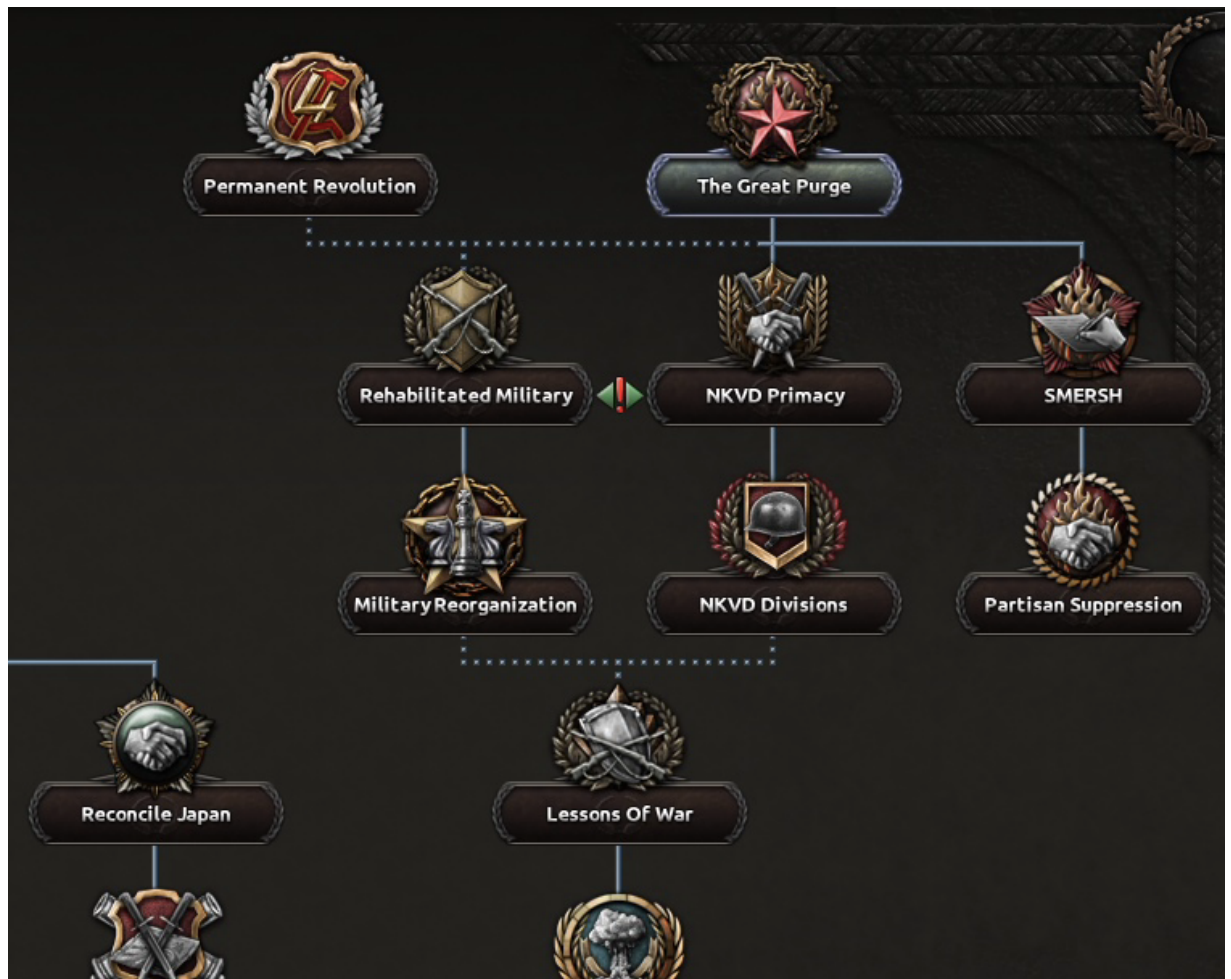 Permanent Revolution
The Great Purge
Rehabilitated Military
NKVD Primacy
SMERSH
Military Reorganization
NKVD Divisions
Partisan Suppression
Reconcile Japan
Lessons Of War